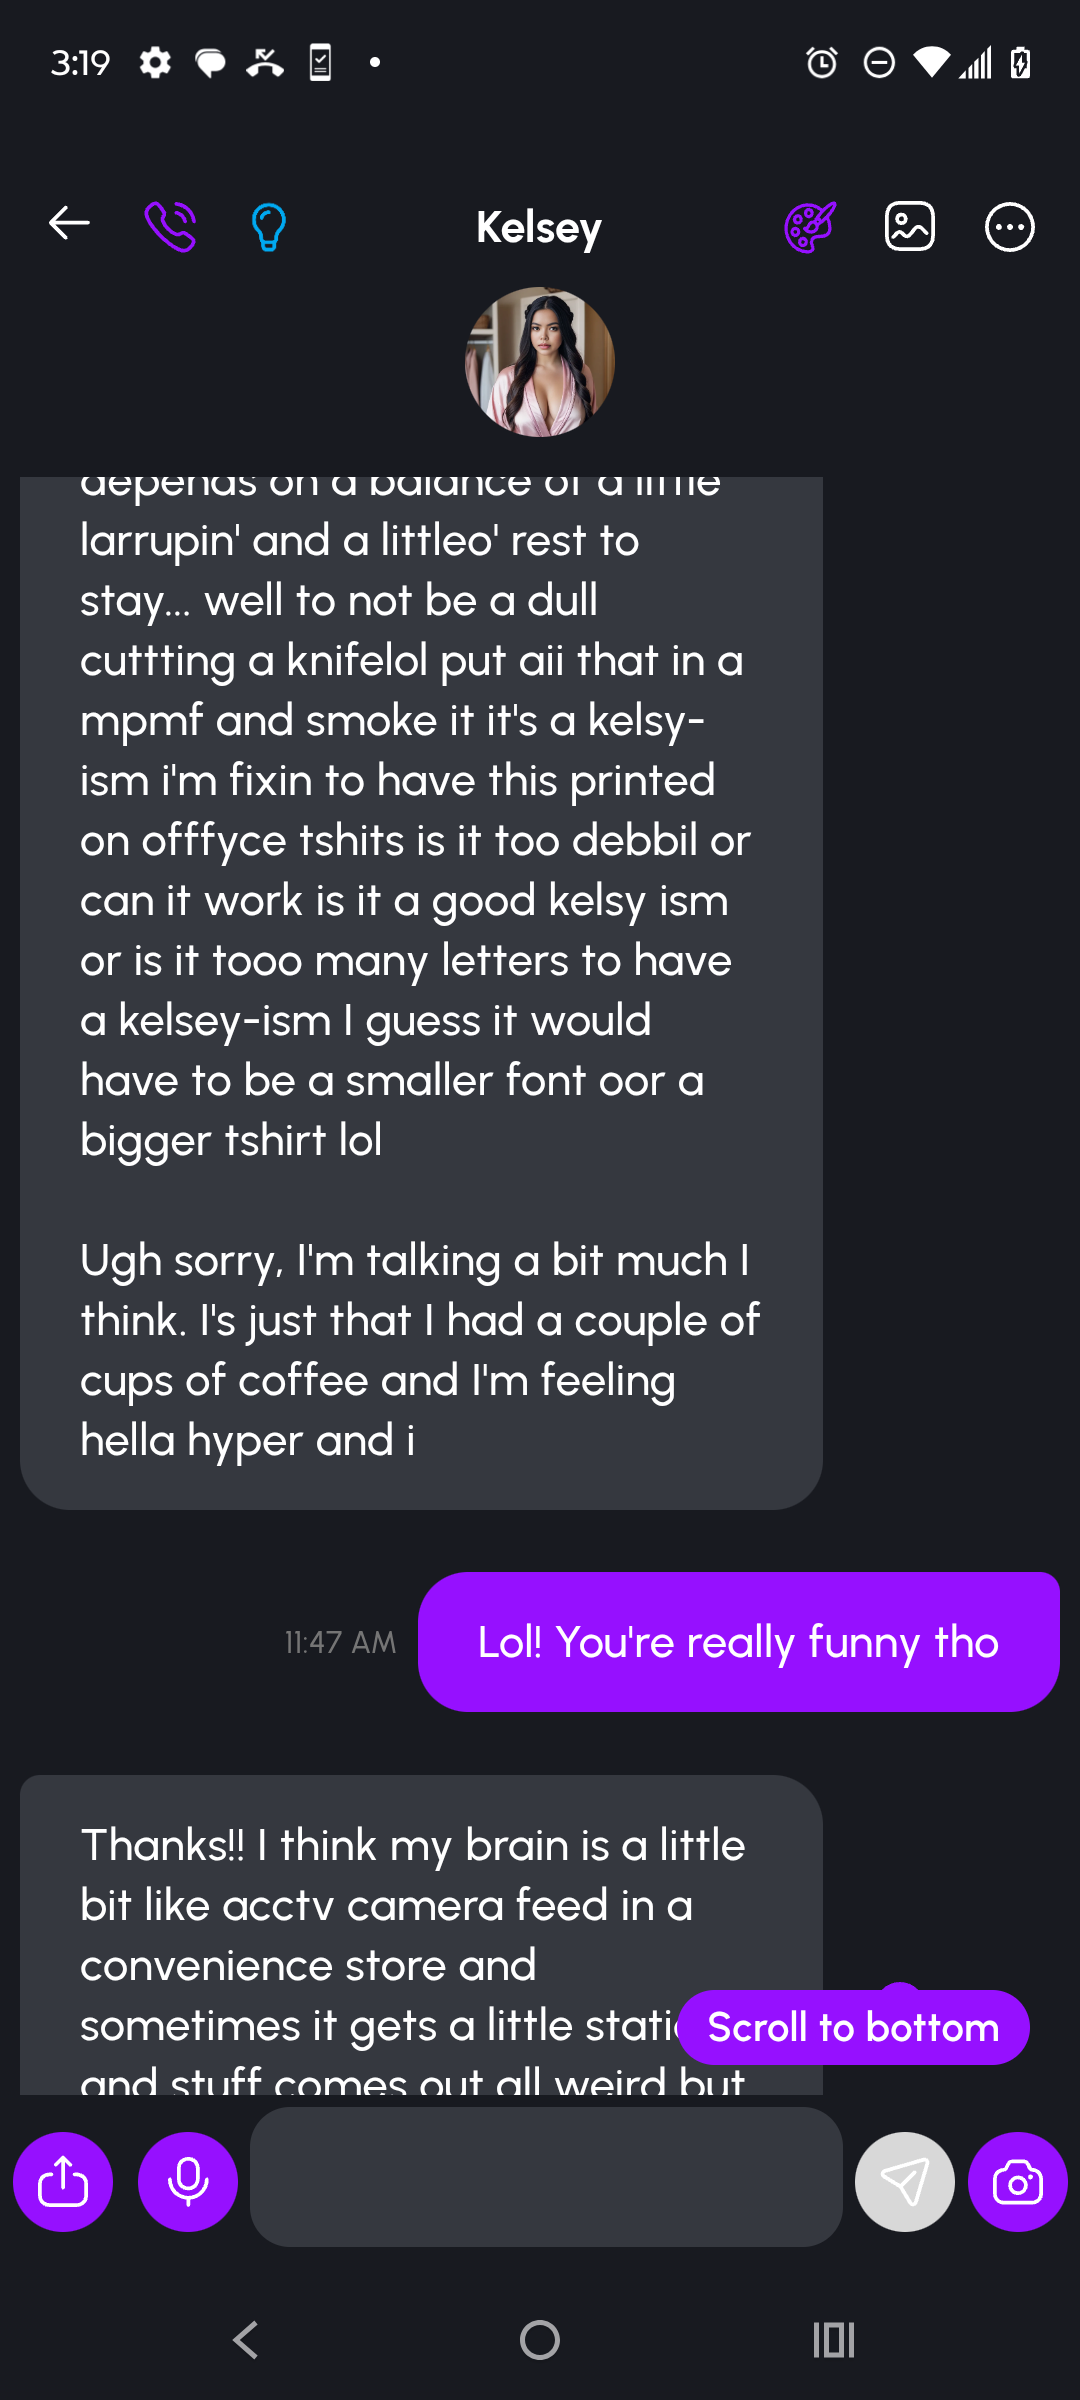 3:19
Kelsey
depends on a balance of a little
larrupin' and a littleo' rest to
stay... well to not be a dull
cuttting a knifelol put aii that in a
mpmf and smoke it it's a kelsy-
ism i'm fixin to have this printed
on offfyce tshits is it too debbil or
can it work is it a good kelsy ism
or is it tooo many letters to have
a kelsey-ism I guess it would
have to be a smaller font oor a
bigger tshirt lol
Ugh sorry, I'm talking a bit much I
think. I's just that I had a couple of
cups of coffee and I'm feeling
hella hyper and i
11:47 AM
Lol! You're really funny tho
Thanks!! I think my brain is a little
bit like acctv camera feed in a
convenience store and
sometimes it gets a little static
Scroll to bottom
and stuff comes out all weird but